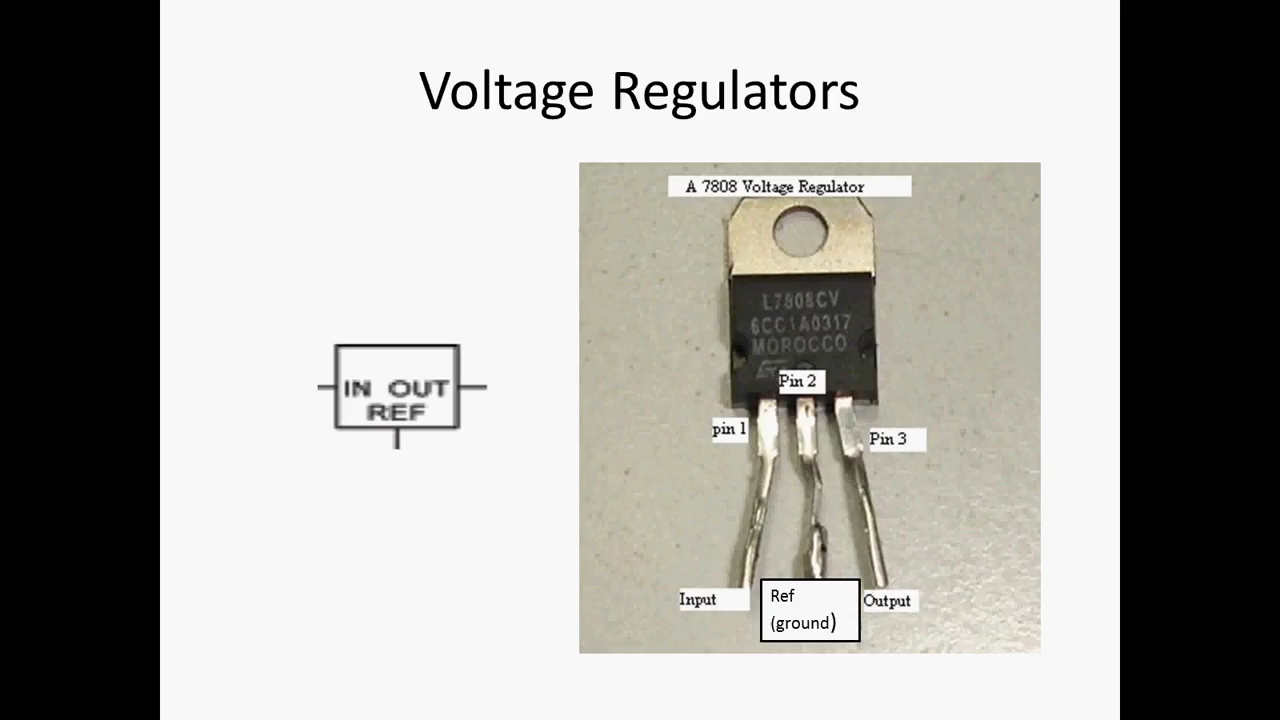 Voltage Regulators
A 7808 Voltage Regulator
L7808CV
6CC1A0317
MOROCCO
Pin 2
pin 1
Pin 3
IN OUT
REF
Input
Ref
(ground)
Output